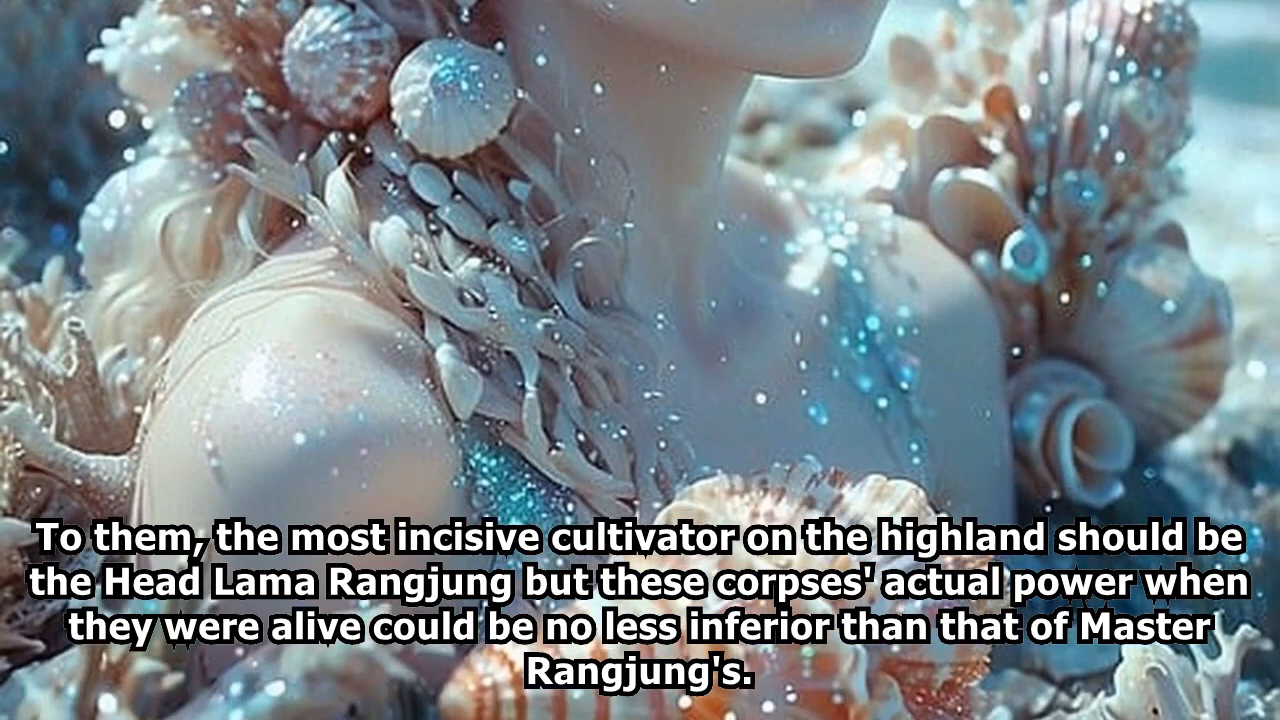 To them, the most incisive cultivator on the highland should be
the Head Lama Rangjung but these corpses' actual power when
they were alive could be no less inferior than that of Master
Rangjung's.